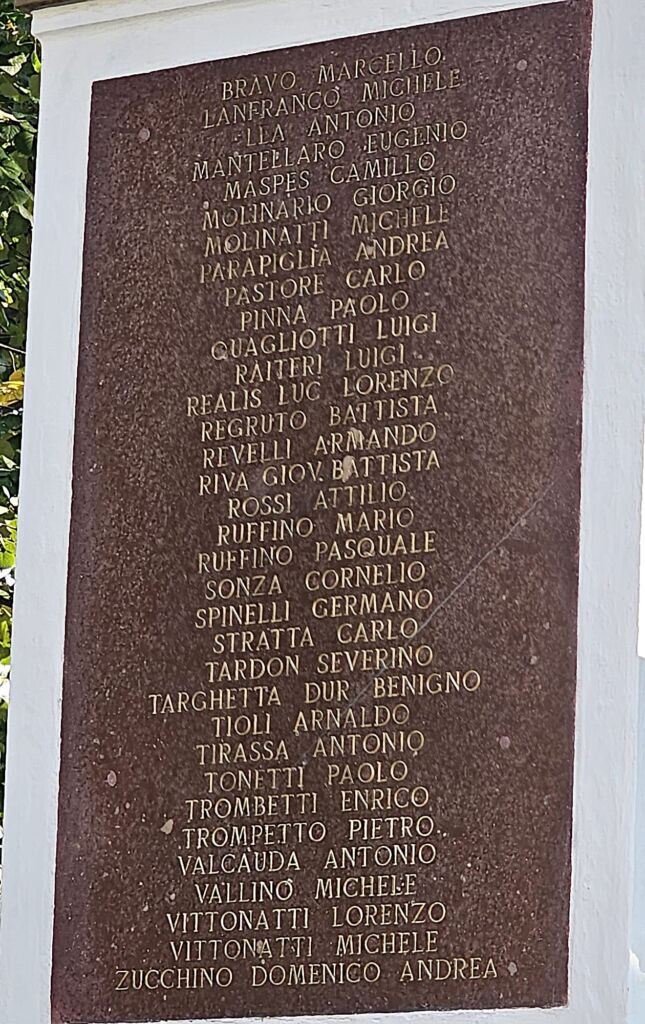 BRAVO MARCELLO
LANFRANCO MICHELE
LLA ANTONIO
MANTELLARO EUGENIO
MASPES CAMILLO
MOLINARIO GIORGIO
MOLINATTI MICHELE
PARAPIGLIA ANDREA
PASTORE CARLO
PINNA PAOLO
QUAGLIOTTI LUIGI
RAITERI LUIGI
REALIS LUC LORENZO
REGRUTO BATTISTA
REVELLI ARMANDO
RIVA GIOV. BATTISTA
ROSSI ATTILIO
RUFFINO MARIO
RUFFINO PASQUALE
SONZA CORNELIO
SPINELLI GERMANO
STRATTA CARLO
TARDON SEVERINO
TARGHETTA DUR BENIGNO
TIOLI ARNALDO
TIRASSA ANTONIO
TONETTI PAOLO
TROMBETTI ENRICO
TROMPETTO PIETRO
VALCAUDA ANTONIO
VALLINO MICHELE
VITTONATTI LORENZO
VITTONATTI MICHELE
ZUCCHINO DOMENICO ANDREA